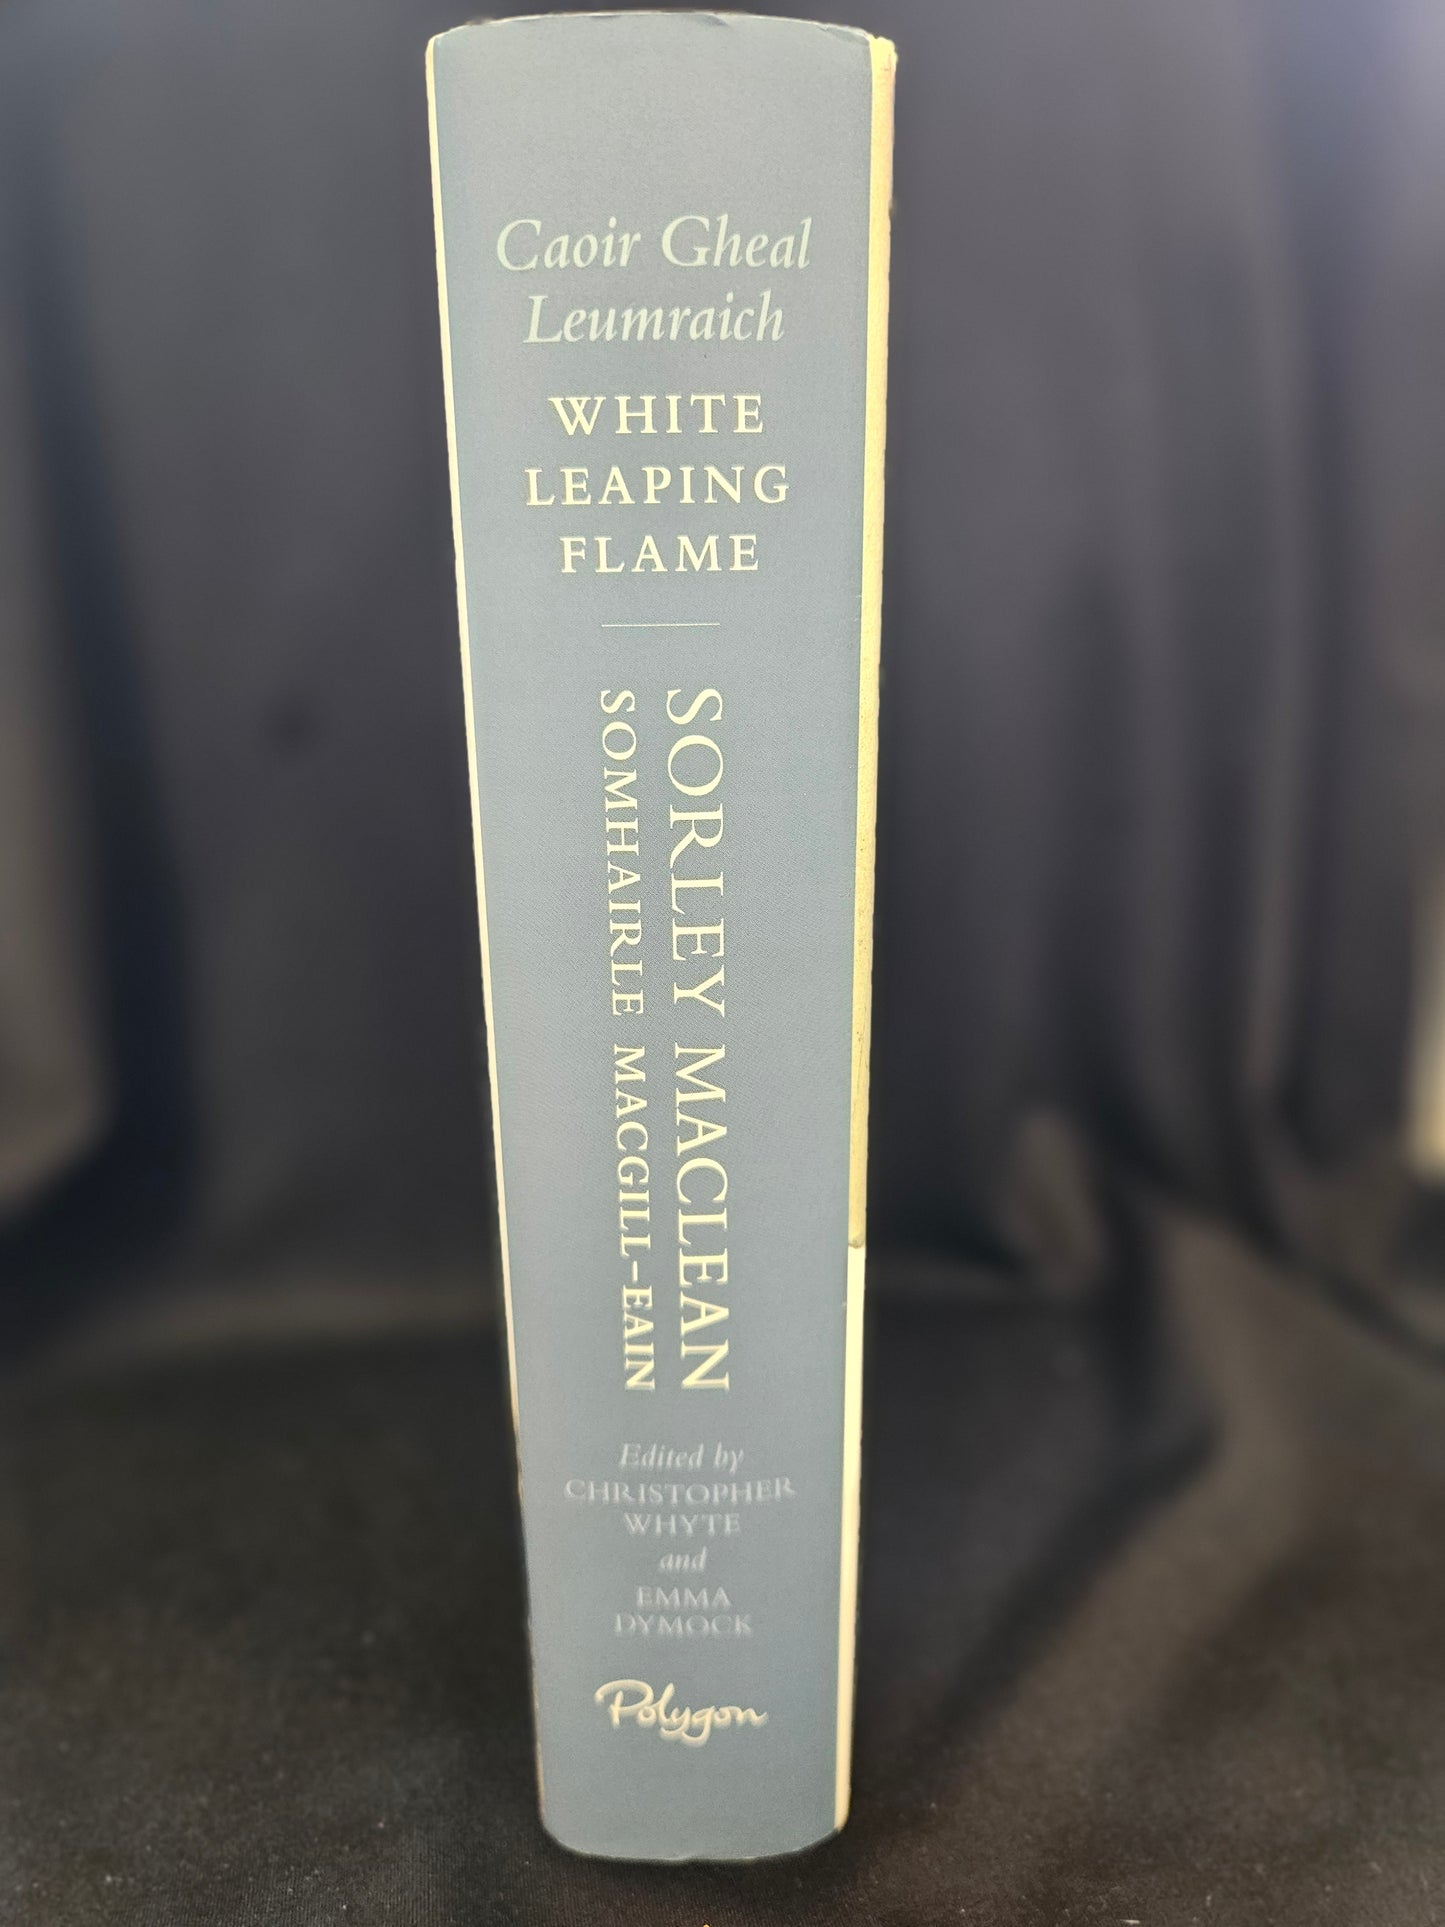 Caoir Gheal
Leumraich
WHITE
LEAPING
FLAME
SORLEY MACLEAN
SOMHAIRLE MACGILL-EAIN
Edited by
CHRISTOPHER
WHYTE
and
EMMA
DYMOCK
Polygon